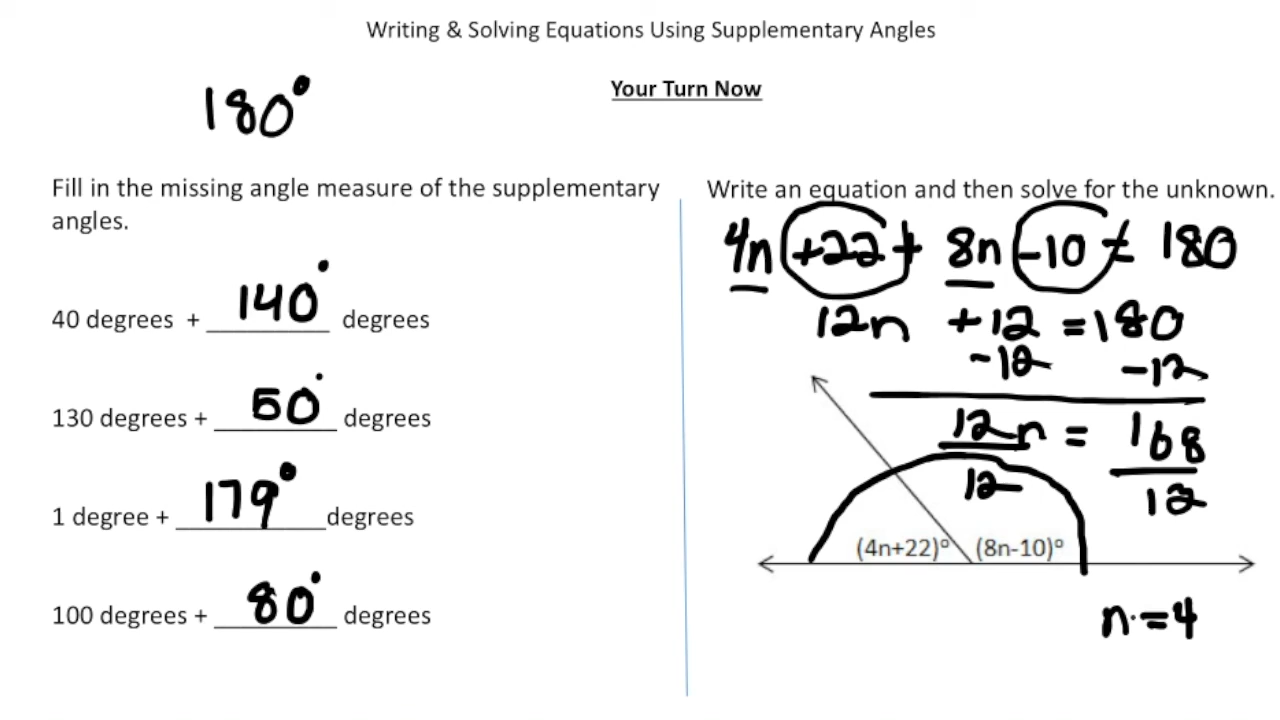 Writing & Solving Equations Using Supplementary Angles
Your Turn Now
180°
Fill in the missing angle measure of the supplementary
angles.
40 degrees + 140° degrees
130 degrees + 50° degrees
1 degree + 179° degrees
100 degrees + 80° degrees
Write an equation and then solve for the unknown.
4n +22 + 8n -10 = 180
12n +12 = 180
-12 -12
12n = 168
12 12
(4n+22)° (8n-10)°
n = 4